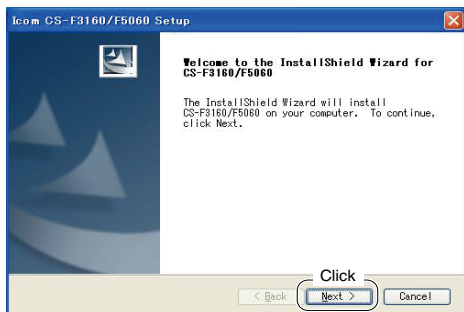 Icom CS-F3160/F5060 Setup
Welcome to the InstallShield Wizard for
CS-F3160/F5060
The InstallShield Wizard will install
CS-F3160/F5060 on your computer. To continue,
click Next.
Click
< Back
Next >
Cancel